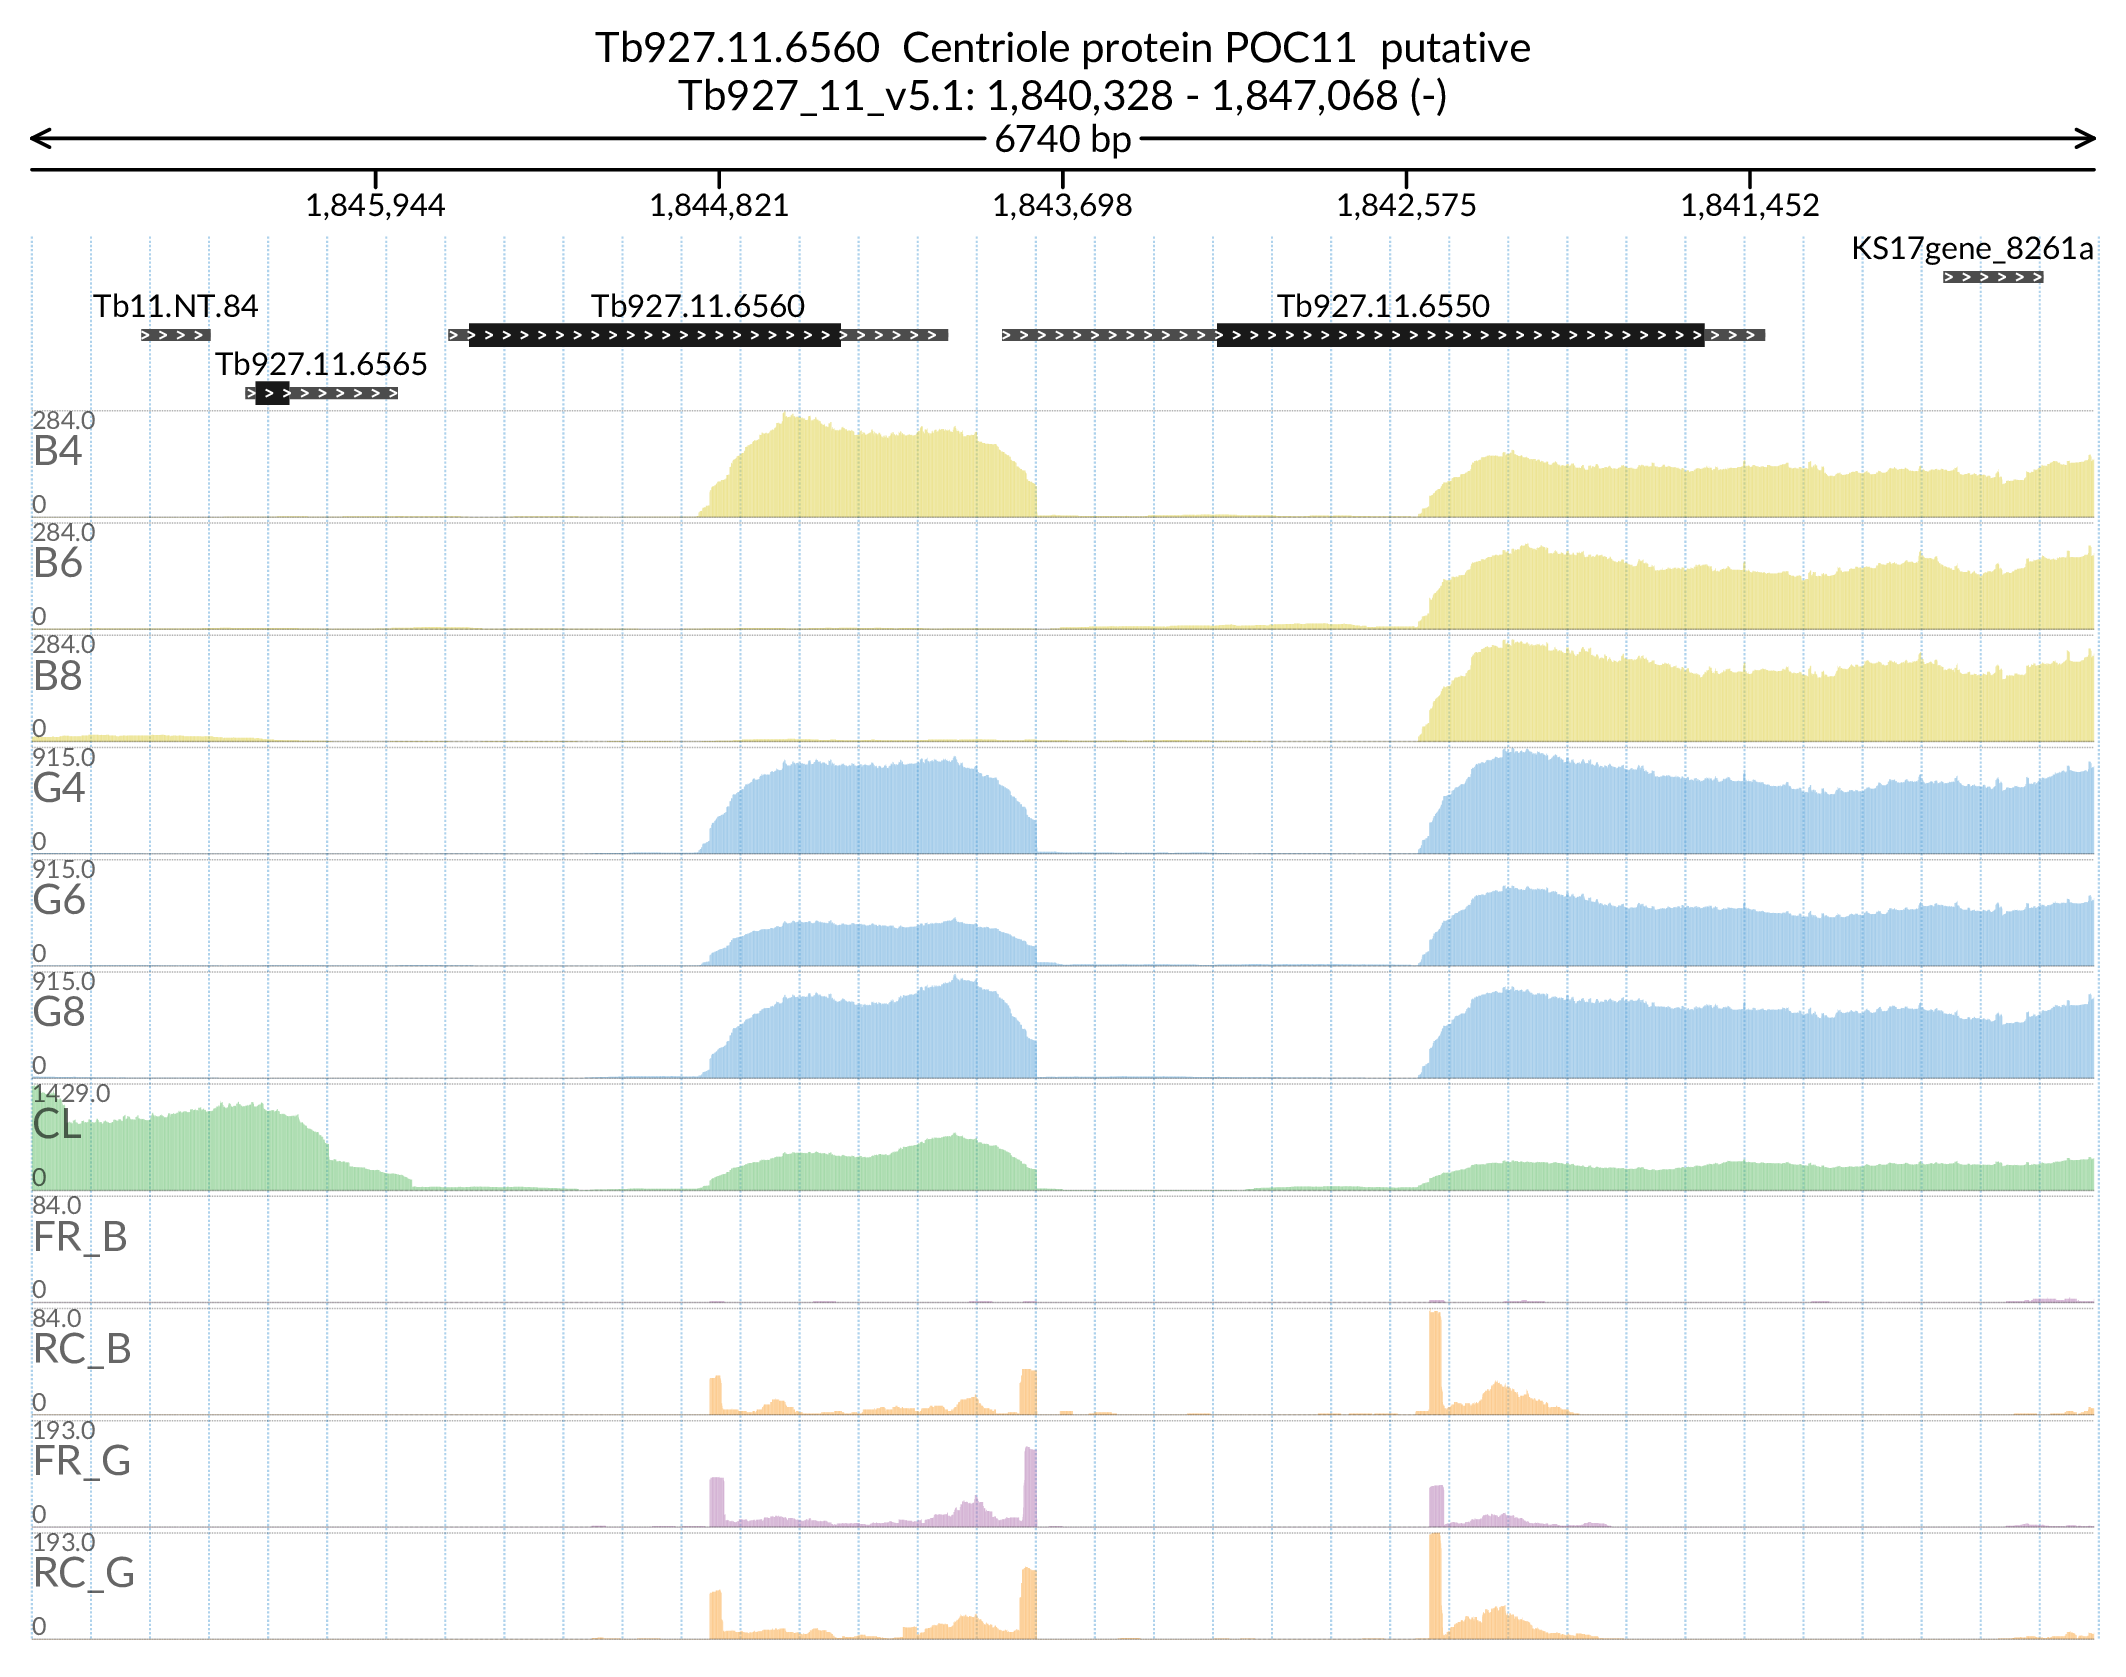 Tb927.11.6560  Centriole protein POC11  putative
Tb927_11_v5.1: 1,840,328 - 1,847,068 (-)
6740 bp
1,845,944 1,844,821 1,843,698 1,842,575 1,841,452
KS17gene_8261a
Tb11.NT.84 Tb927.11.6560 Tb927.11.6550
Tb927.11.6565
284.0
B4
0
284.0
B6
0
284.0
B8
0
915.0
G4
0
915.0
G6
0
915.0
G8
0
1429.0
CL
0
84.0
FR_B
0
84.0
RC_B
0
193.0
FR_G
0
193.0
RC_G
0